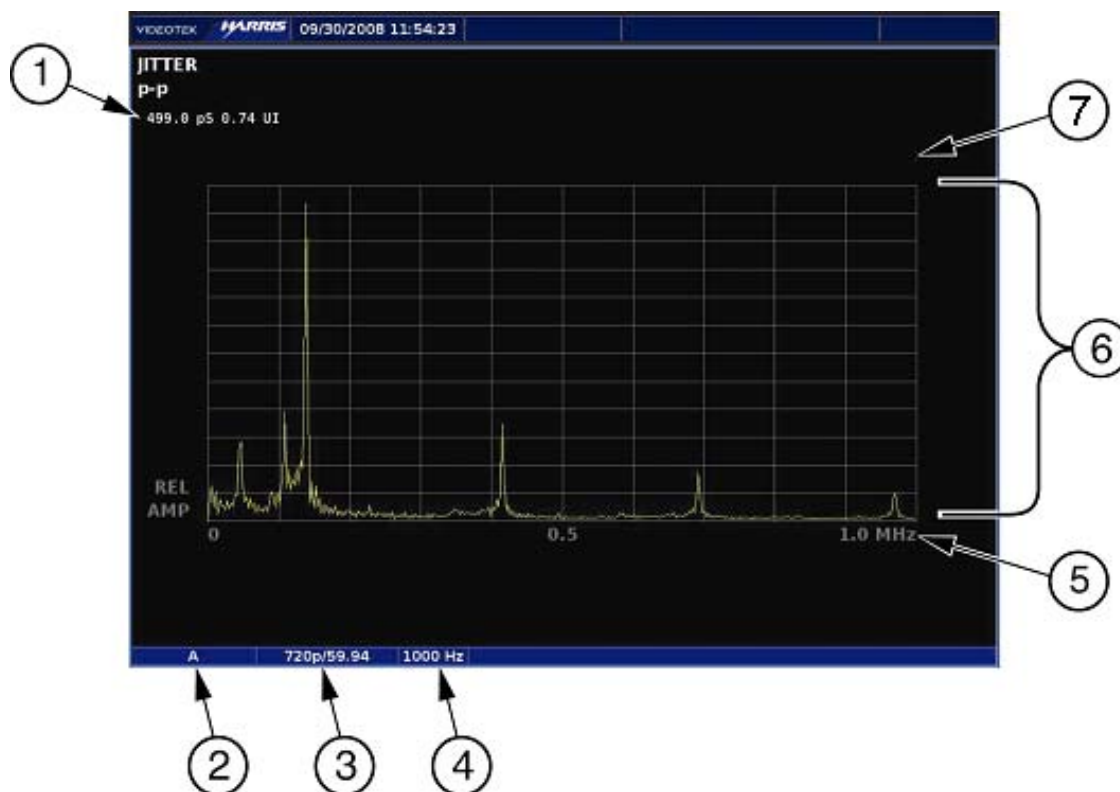 VIDEOTEK HARRIS 09/30/2008 11:54:23
JITTER
p-p
499.0 pS 0.74 UI
1
7
6
REL
AMP
0 0.5 1.0 MHz
5
A 720p/59.94 1000 Hz
2 3 4